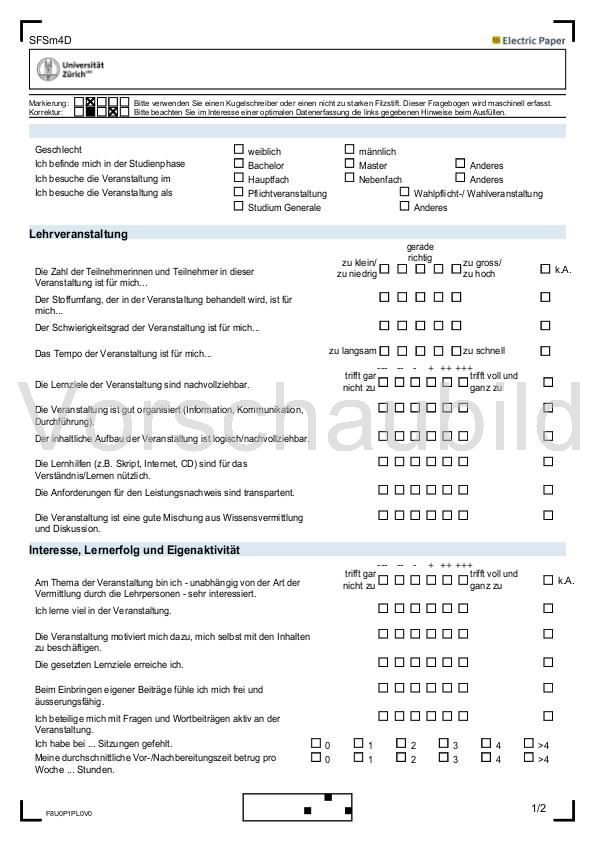 SFSm4D
Electric Paper
Universität
Zürich
Markierung: Bitte verwenden Sie einen Kugelschreiber oder einen nicht zu starken Filzstift. Dieser Fragebogen wird maschinell erfasst.
Korrektur: Bitte beachten Sie im Interesse einer optimalen Datenerfassung die links gegebenen Hinweise beim Ausfüllen.
Geschlecht weiblich männlich
Ich befinde mich in der Studienphase Bachelor Master Anderes
Ich besuche die Veranstaltung im Hauptfach Nebenfach Anderes
Ich besuche die Veranstaltung als Pflichtveranstaltung Wahlpflicht-/ Wahlveranstaltung
Studium Generale Anderes
Lehrveranstaltung
gerade
richtig
zu klein/ zu gross/
zu niedrig zu hoch k.A.
Die Zahl der Teilnehmerinnen und Teilnehmer in dieser
Veranstaltung ist für mich...
Der Stoffumfang, der in der Veranstaltung behandelt wird, ist für
mich...
Der Schwierigkeitsgrad der Veranstaltung ist für mich...
Das Tempo der Veranstaltung ist für mich... zu langsam zu schnell
--- -- - + ++ +++
trifft gar trifft voll und
nicht zu ganz zu
Die Lernziele der Veranstaltung sind nachvollziehbar.
Vorschaubild
Die Veranstaltung ist gut organisiert (Information, Kommunikation,
Durchführung).
Der inhaltliche Aufbau der Veranstaltung ist logisch/nachvollziehbar.
Die Lernhilfen (z.B. Skript, Internet, CD) sind für das
Verständnis/Lernen nützlich.
Die Anforderungen für den Leistungsnachweis sind transparent.
Die Veranstaltung ist eine gute Mischung aus Wissensvermittlung
und Diskussion.
Interesse, Lernerfolg und Eigenaktivität
--- -- - + ++ +++
trifft gar trifft voll und
nicht zu ganz zu k.A.
Am Thema der Veranstaltung bin ich - unabhängig von der Art der
Vermittlung durch die Lehrpersonen - sehr interessiert.
Ich lerne viel in der Veranstaltung.
Die Veranstaltung motiviert mich dazu, mich selbst mit den Inhalten
zu beschäftigen.
Die gesetzten Lernziele erreiche ich.
Beim Einbringen eigener Beiträge fühle ich mich frei und
äusserungsfähig.
Ich beteilige mich mit Fragen und Wortbeiträgen aktiv an der
Veranstaltung.
Ich habe bei ... Sitzungen gefehlt. 0 1 2 3 4 >4
Meine durchschnittliche Vor-/Nachbereitungszeit betrug pro 0 1 2 3 4 >4
Woche ... Stunden.
F8U0P1PL0V0
1/2